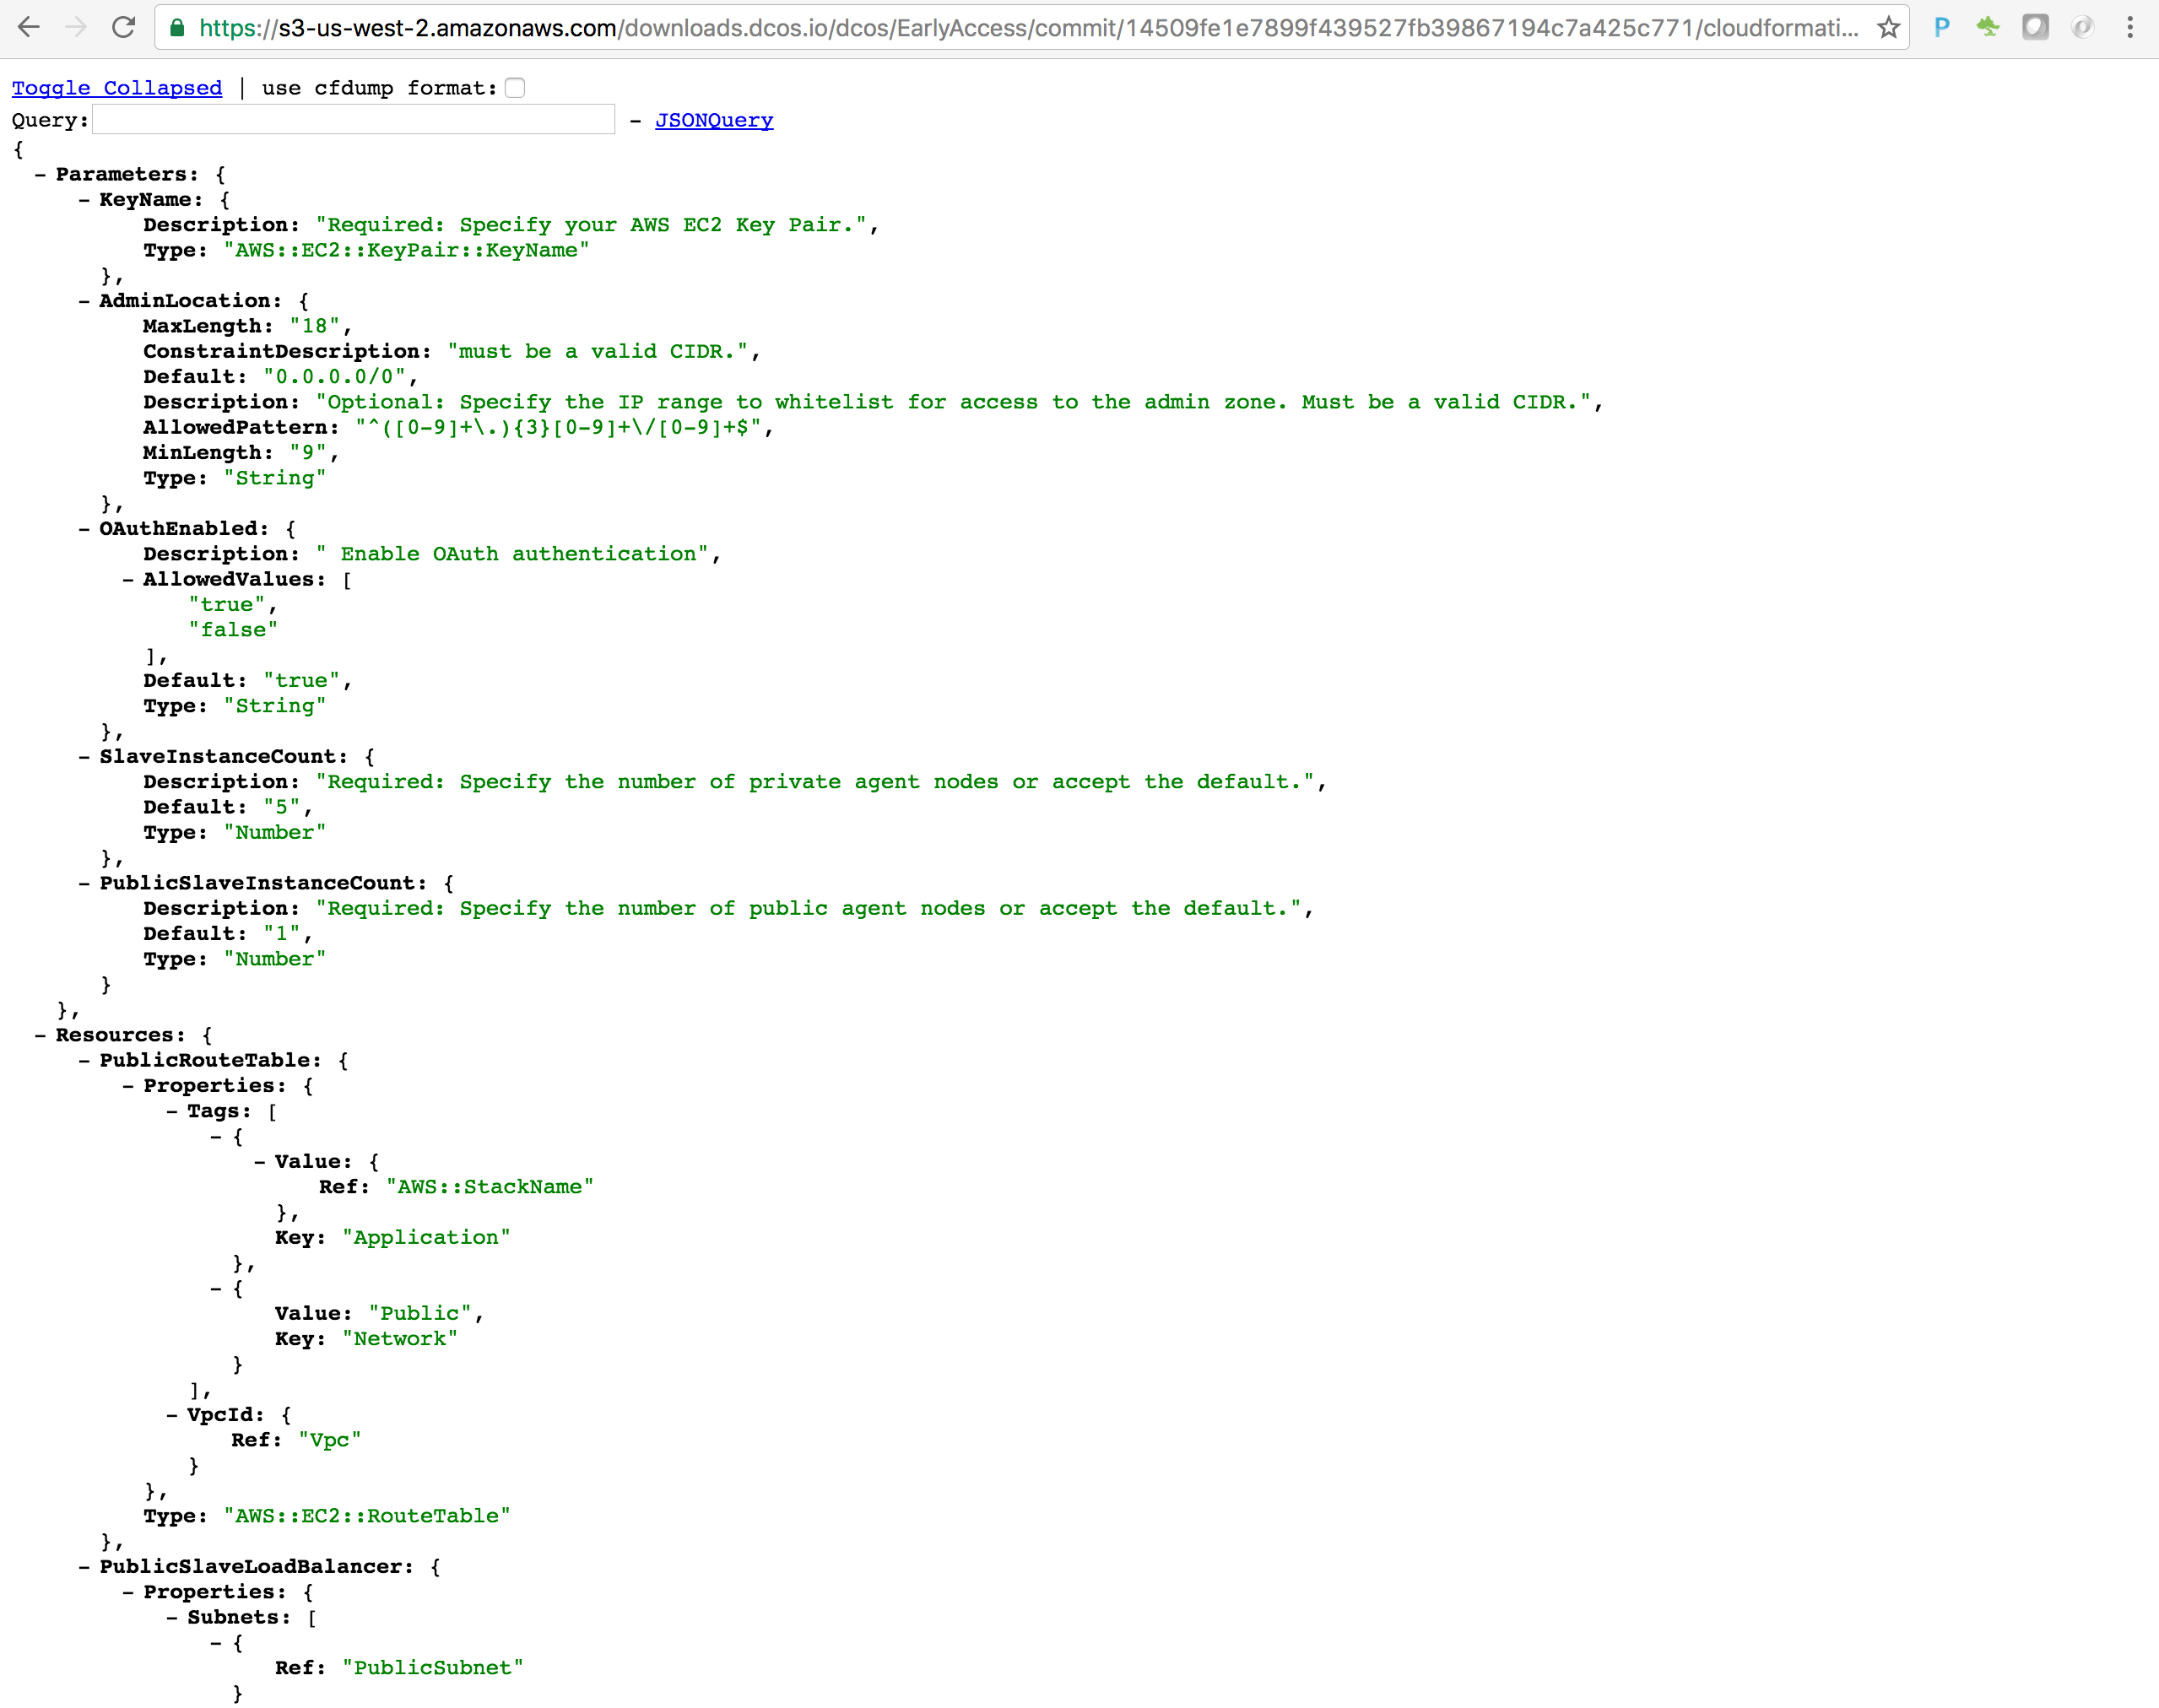 https://s3-us-west-2.amazonaws.com/downloads.dcos.io/dcos/EarlyAccess/commit/14509fe1e7899f439527fb39867194c7a425c771/cloudformati...
Toggle Collapsed | use cfdump format:
Query: - JSONQuery
{
- Parameters: {
- KeyName: {
Description: "Required: Specify your AWS EC2 Key Pair.",
Type: "AWS::EC2::KeyPair::KeyName"
},
- AdminLocation: {
MaxLength: "18",
ConstraintDescription: "must be a valid CIDR.",
Default: "0.0.0.0/0",
Description: "Optional: Specify the IP range to whitelist for access to the admin zone. Must be a valid CIDR.",
AllowedPattern: "^([0-9]+\.){3}[0-9]+\/[0-9]+$",
MinLength: "9",
Type: "String"
},
- OAuthEnabled: {
Description: " Enable OAuth authentication",
- AllowedValues: [
"true",
"false"
],
Default: "true",
Type: "String"
},
- SlaveInstanceCount: {
Description: "Required: Specify the number of private agent nodes or accept the default.",
Default: "5",
Type: "Number"
},
- PublicSlaveInstanceCount: {
Description: "Required: Specify the number of public agent nodes or accept the default.",
Default: "1",
Type: "Number"
}
},
- Resources: {
- PublicRouteTable: {
- Properties: {
- Tags: [
- {
- Value: {
Ref: "AWS::StackName"
},
Key: "Application"
},
- {
Value: "Public",
Key: "Network"
}
],
- VpcId: {
Ref: "Vpc"
}
},
Type: "AWS::EC2::RouteTable"
},
- PublicSlaveLoadBalancer: {
- Properties: {
- Subnets: [
- {
Ref: "PublicSubnet"
}